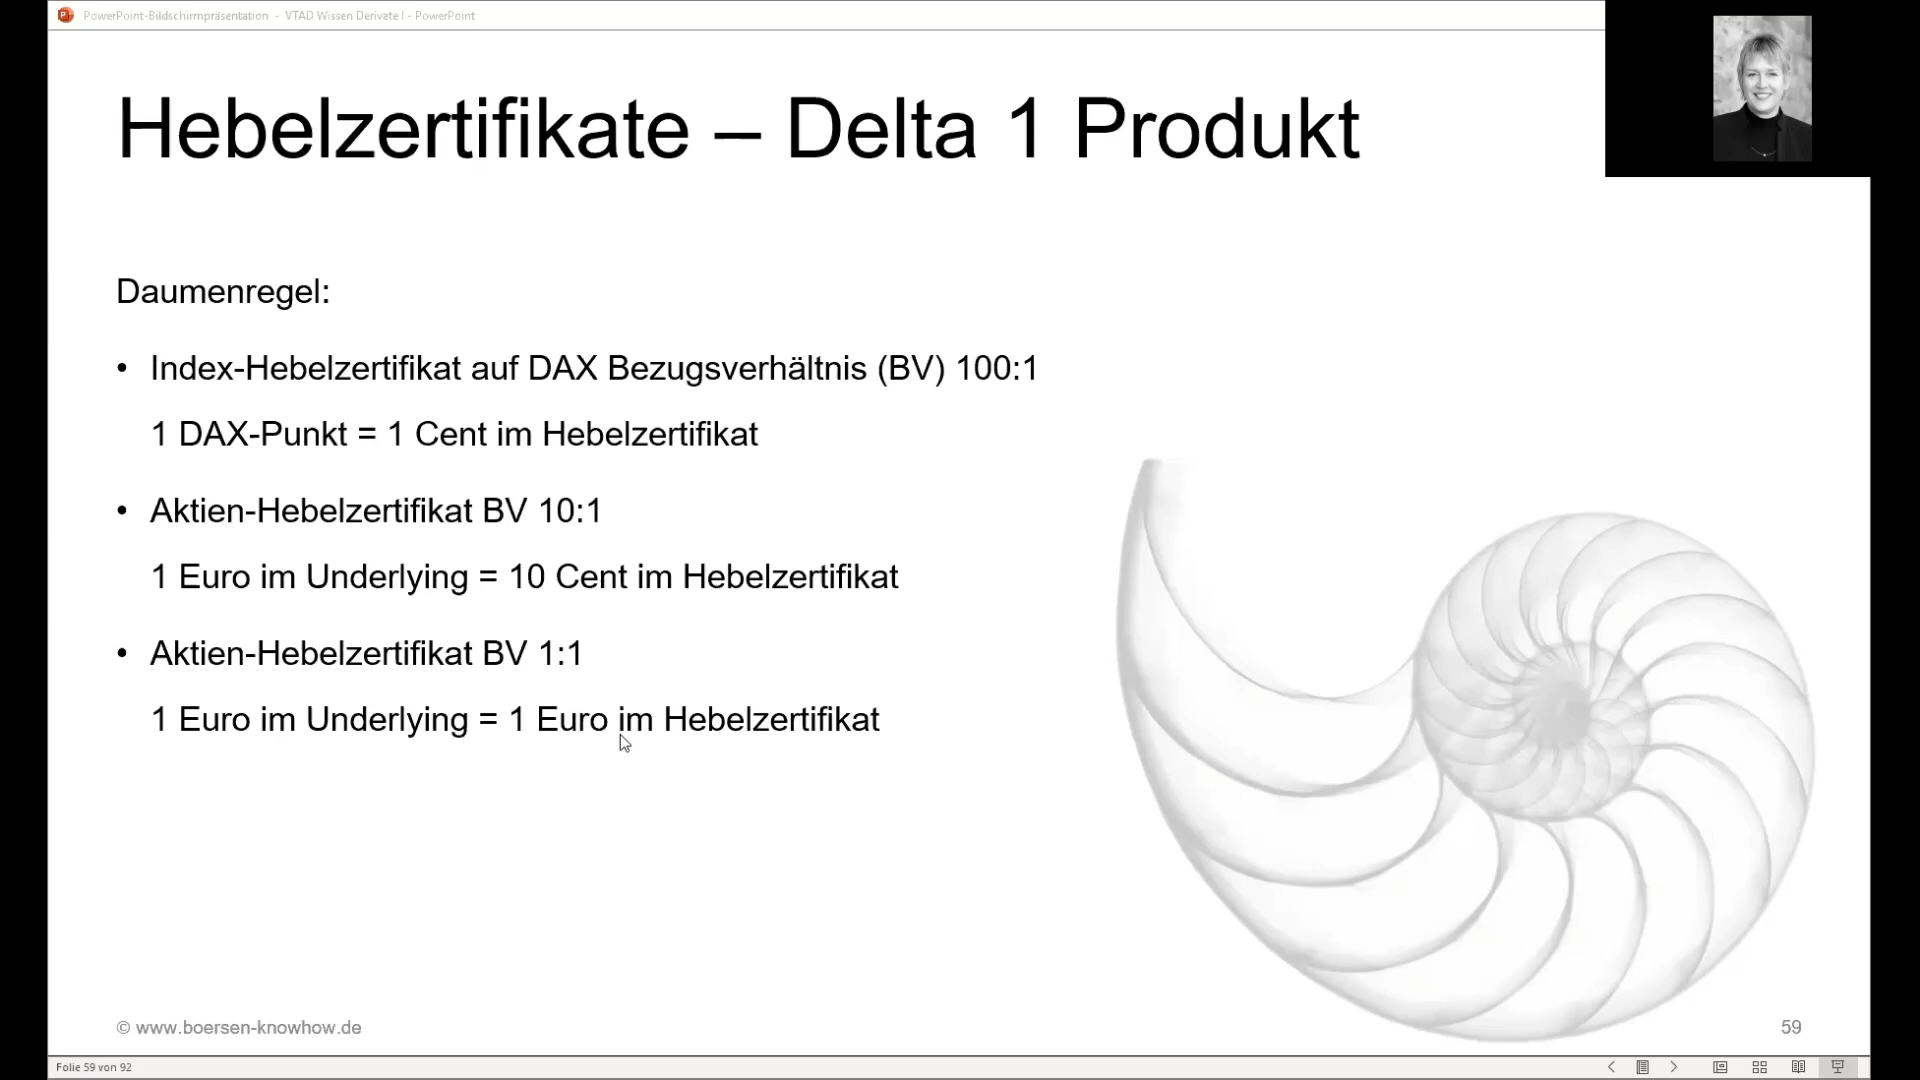 PowerPoint-Bildschirmpräsentation - VTAD Wissen Derivate I - PowerPoint
Hebelzertifikate – Delta 1 Produkt
Daumenregel:
• Index-Hebelzertifikat auf DAX Bezugsverhältnis (BV) 100:1
1 DAX-Punkt = 1 Cent im Hebelzertifikat
• Aktien-Hebelzertifikat BV 10:1
1 Euro im Underlying = 10 Cent im Hebelzertifikat
• Aktien-Hebelzertifikat BV 1:1
1 Euro im Underlying = 1 Euro im Hebelzertifikat
© www.boersen-knowhow.de
59
Folie 59 von 92